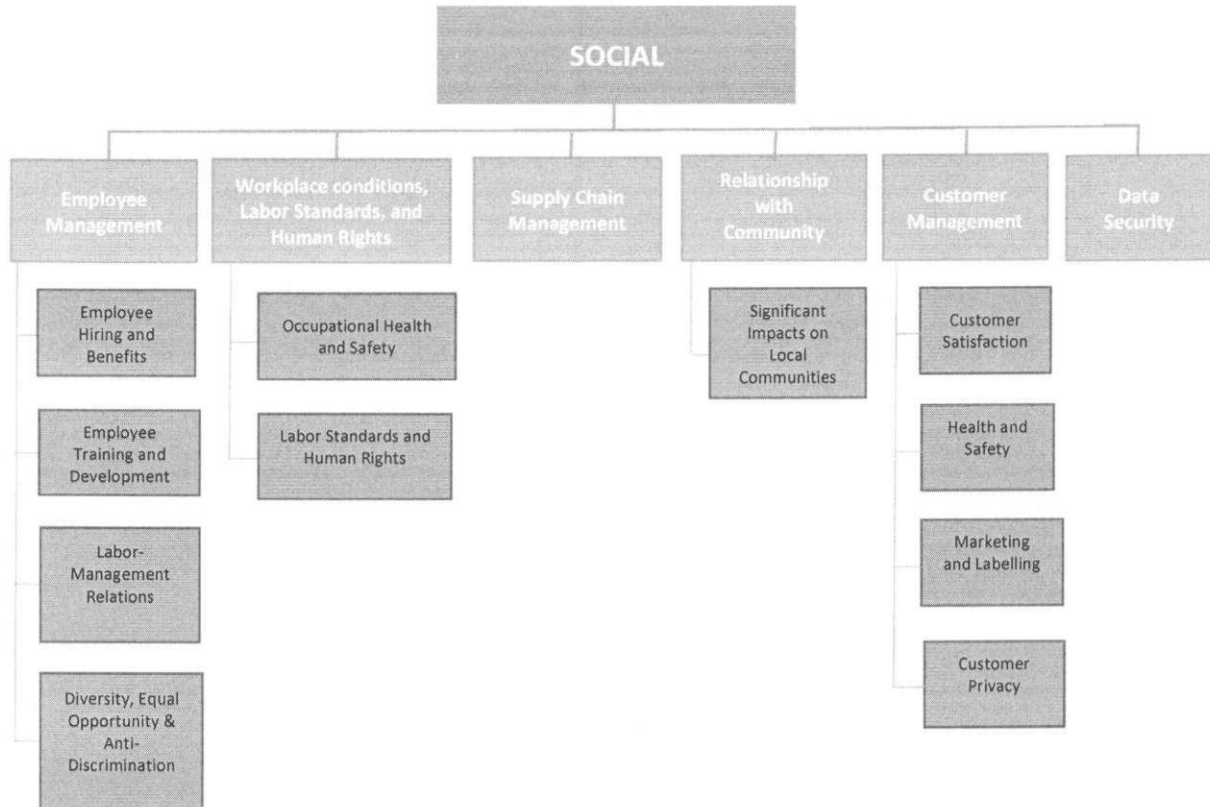 SOCIAL
Employee
Management
Workplace conditions,
Labor Standards, and
Human Rights
Supply Chain
Management
Relationship
with
Community
Customer
Management
Data
Security
Employee
Hiring and
Benefits
Employee
Training and
Development
Labor-
Management
Relations
Diversity, Equal
Opportunity &
Anti-
Discrimination
Occupational Health
and Safety
Labor Standards and
Human Rights
Significant
Impacts on
Local
Communities
Customer
Satisfaction
Health and
Safety
Marketing
and Labelling
Customer
Privacy